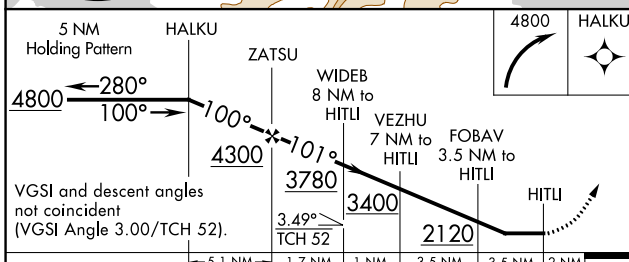 5 NM
Holding Pattern
HALKU
ZATSU
4800
HALKU
4800
280°
100°
100°
4300
101°
WIDEB
8 NM to
HITLI
3780
VEZHU
7 NM to
HITLI
3400
FOBAV
3.5 NM to
HITLI
2120
HITLI
VGSI and descent angles
not coincident
(VGSI Angle 3.00/TCH 52).
3.49°
TCH 52
5.1 NM
1.7 NM
1 NM
3.5 NM
3.5 NM
2 NM